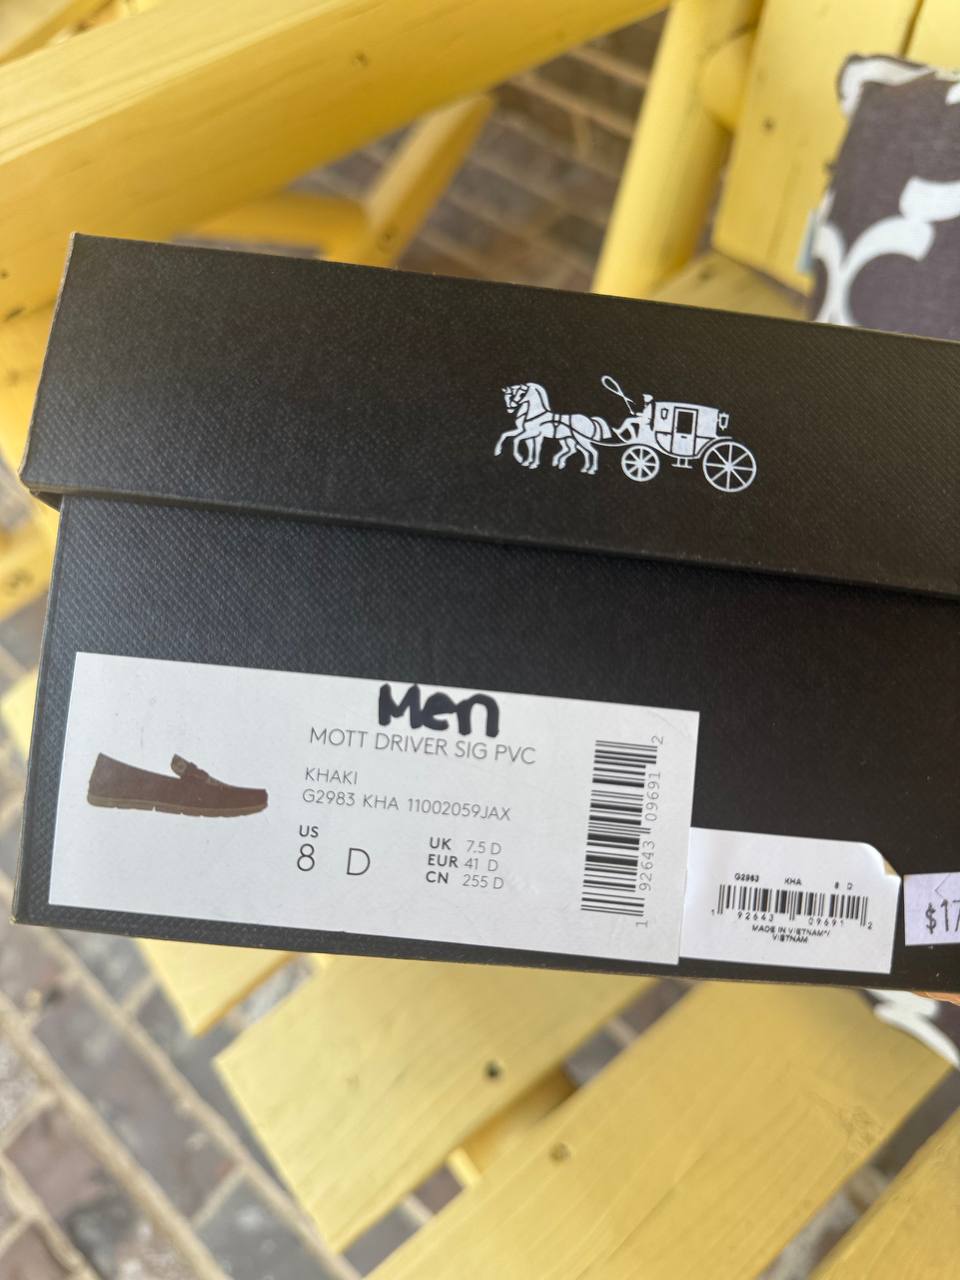 Men
MOTT DRIVER SIG PVC
KHAKI
G2983 KHA 11002059JAX
US
8 D
UK 7.5 D
EUR 41 D
CN 255 D
1 92643 09691 2
G2983 KHA 8 D
1 92643 09691 2
MADE IN VIETNAM*/
VIETNAM
$17